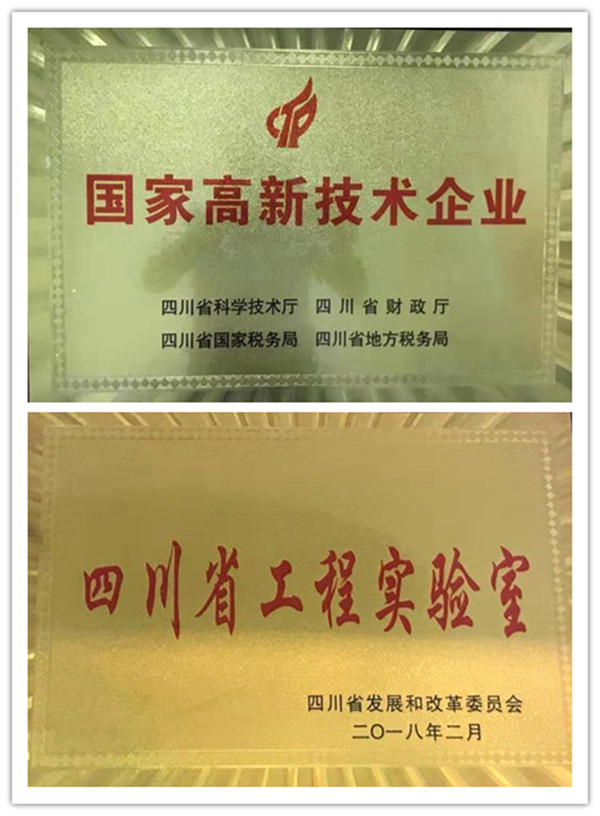 国家高新技术企业
四川省科学技术厅 四川省财政厅
四川省国家税务局 四川省地方税务局
四川省工程实验室
四川省发展和改革委员会
二〇一八年二月